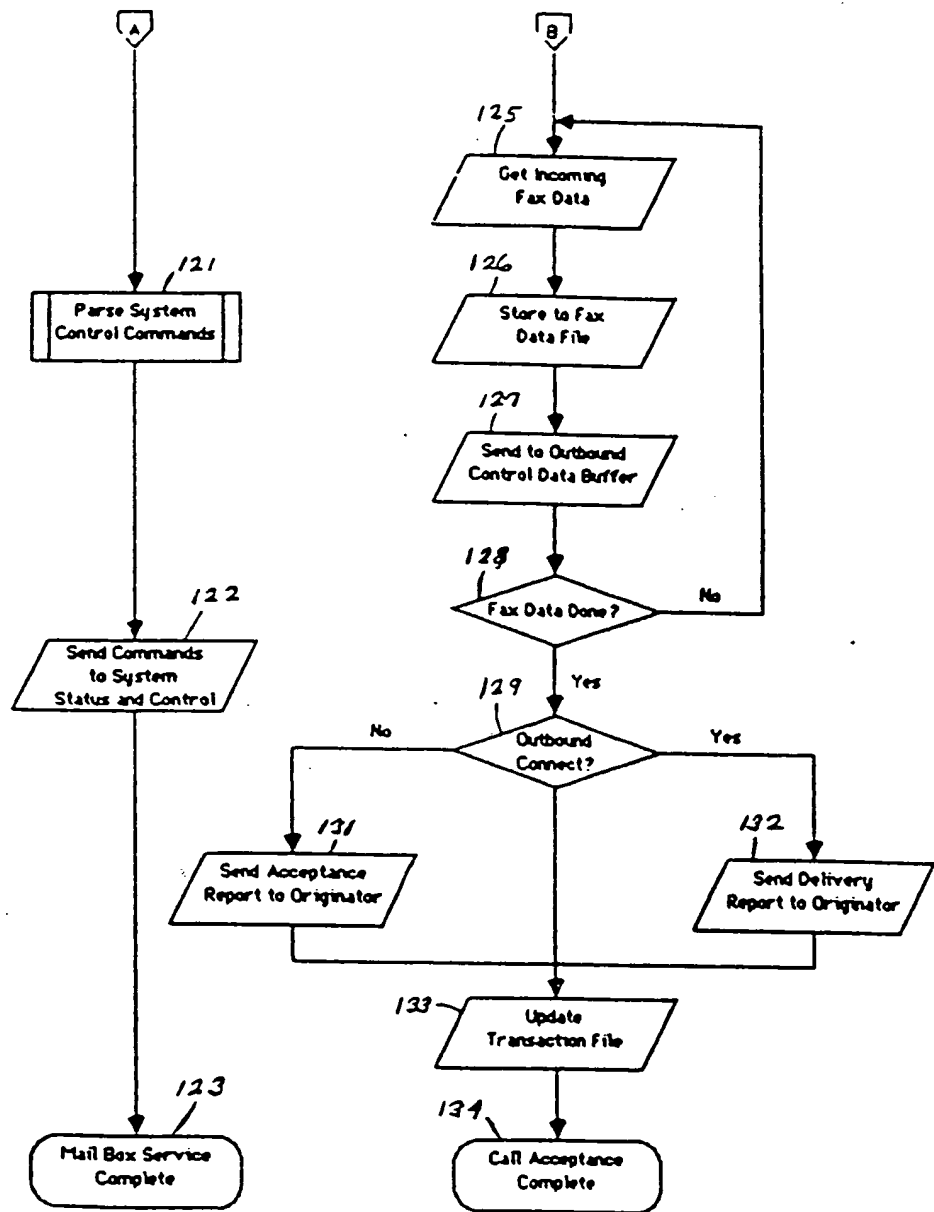 A
121
Parse System
Control Commands
122
Send Commands
to System
Status and Control
123
Mail Box Service
Complete
B
125
Get Incoming
Fax Data
126
Store to Fax
Data File
127
Send to Outbound
Control Data Buffer
128
Fax Data Done?
No
Yes
129
Outbound
Connect?
No
Yes
131
Send Acceptance
Report to Originator
132
Send Delivery
Report to Originator
133
Update
Transaction File
134
Call Acceptance
Complete